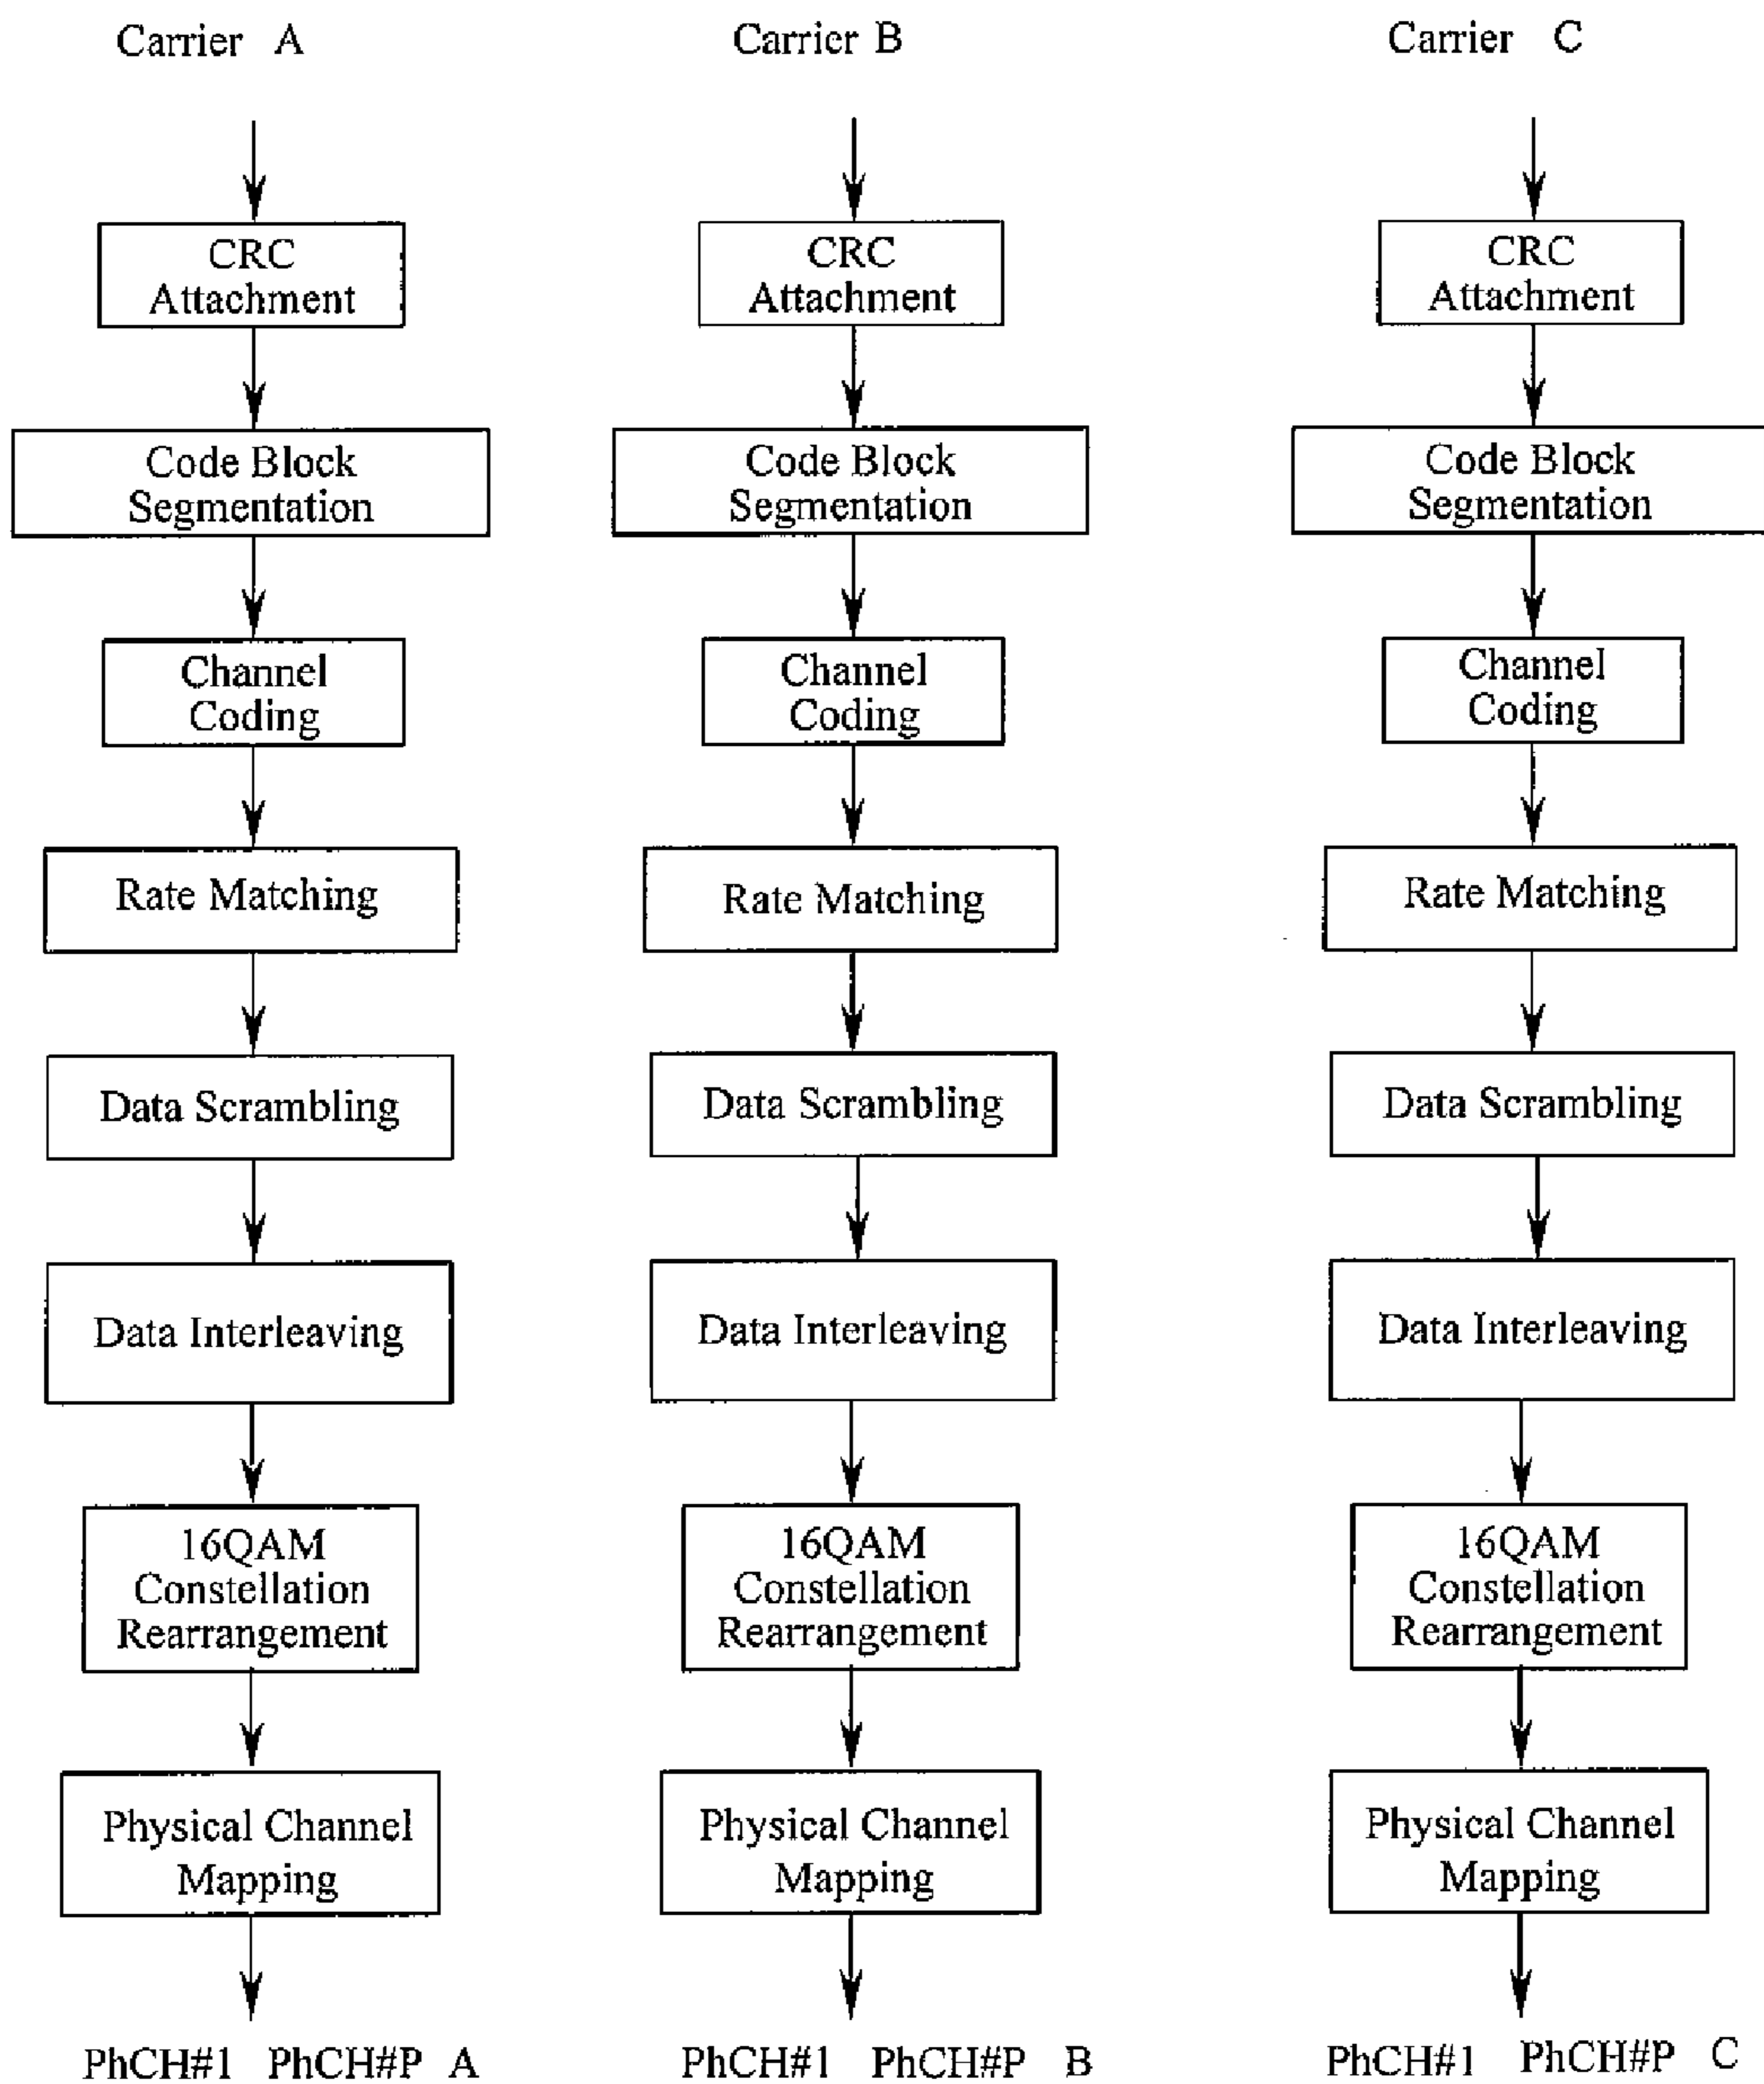 Carrier A
CRC
Attachment
Code Block
Segmentation
Channel
Coding
Rate Matching
Data Scrambling
Data Interleaving
16QAM
Constellation
Rearrangement
Physical Channel
Mapping
PhCH#1 PhCH#P A
Carrier B
CRC
Attachment
Code Block
Segmentation
Channel
Coding
Rate Matching
Data Scrambling
Data Interleaving
16QAM
Constellation
Rearrangement
Physical Channel
Mapping
PhCH#1 PhCH#P B
Carrier C
CRC
Attachment
Code Block
Segmentation
Channel
Coding
Rate Matching
Data Scrambling
Data Interleaving
16QAM
Constellation
Rearrangement
Physical Channel
Mapping
PhCH#1 PhCH#P C